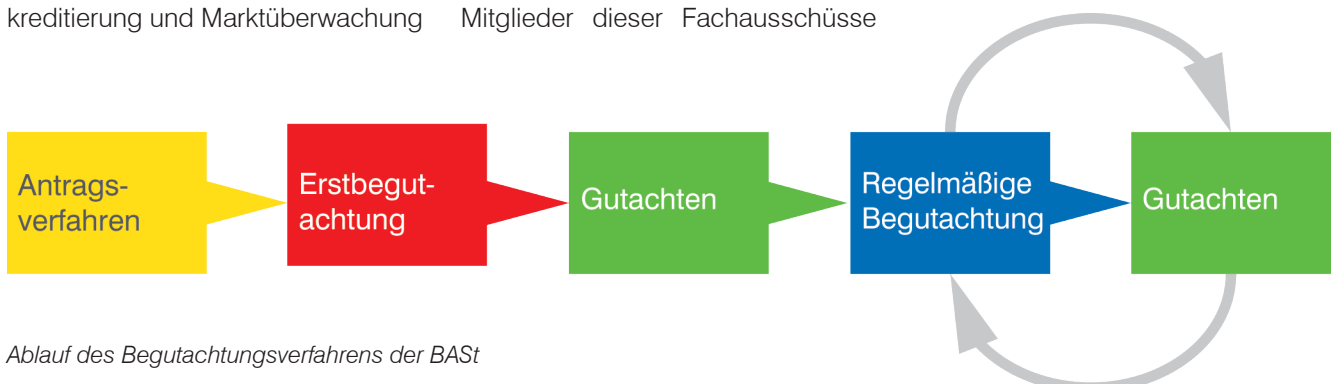 kreditierung und Marktüberwachung
Mitglieder dieser Fachausschüsse
Antrags-
verfahren
Erstbegut-
achtung
Gutachten
Regelmäßige
Begutachtung
Gutachten
Ablauf des Begutachtungsverfahrens der BASt